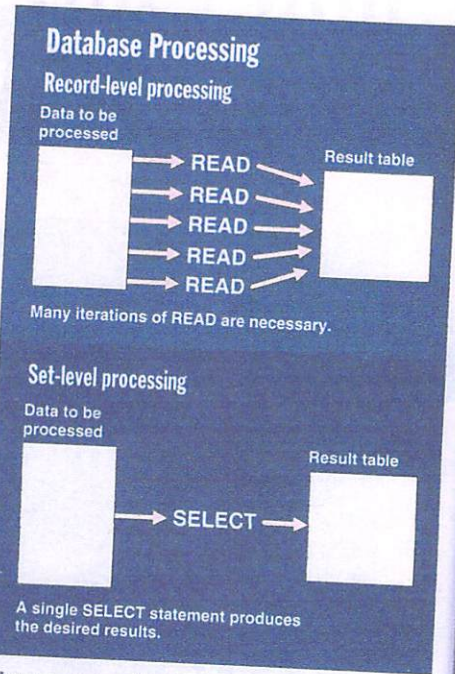 Database Processing
Record-level processing
Data to be
processed
READ
READ
READ
READ
READ
Result table
Many iterations of READ are necessary.
Set-level processing
Data to be
processed
SELECT
Result table
A single SELECT statement produces
the desired results.